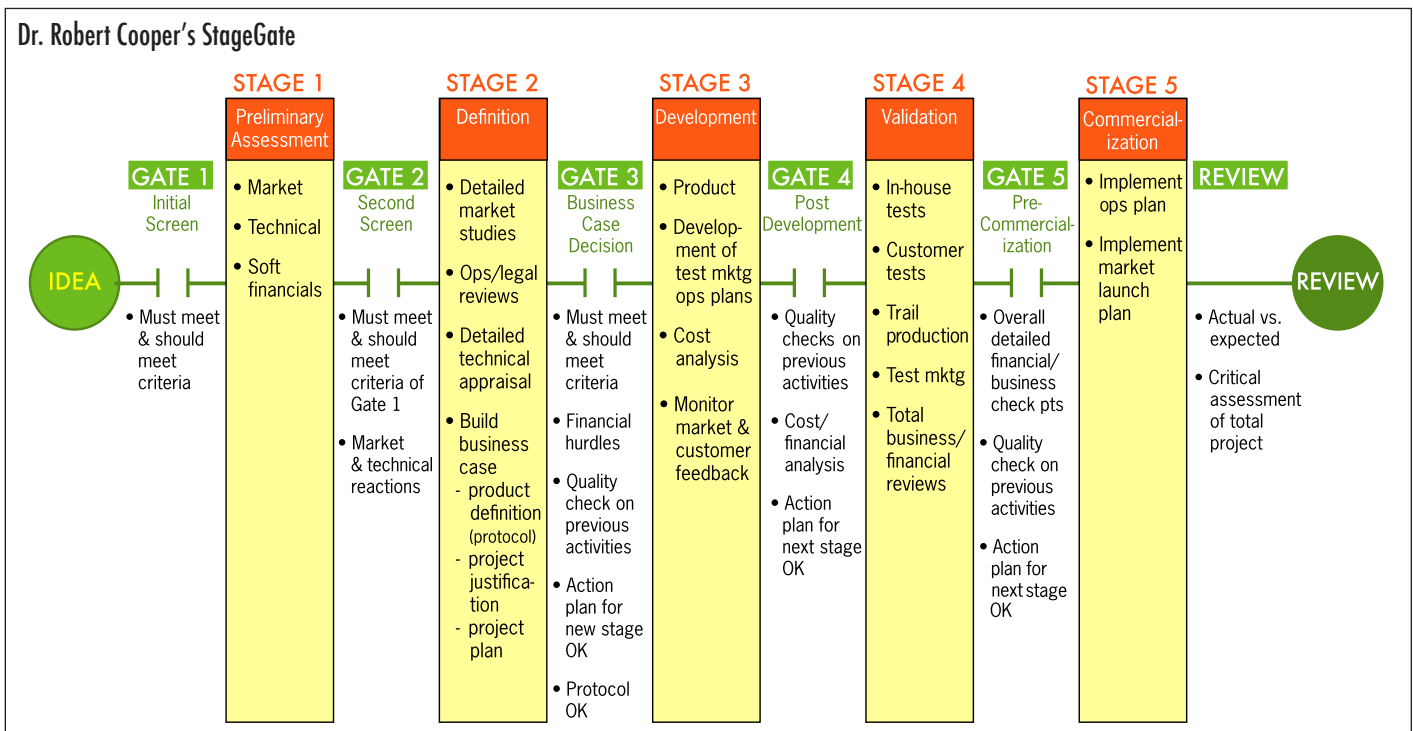 Dr. Robert Cooper's StageGate
IDEA
GATE 1
Initial
Screen
• Must meet
& should
meet
criteria
STAGE 1
Preliminary
Assessment
• Market
• Technical
• Soft
financials
GATE 2
Second
Screen
• Must meet
& should
meet
criteria of
Gate 1
• Market
& technical
reactions
STAGE 2
Definition
• Detailed
market
studies
• Ops/legal
reviews
• Detailed
technical
appraisal
• Build
business
case
- product
definition
(protocol)
- project
justifica-
tion
- project
plan
GATE 3
Business
Case
Decision
• Must meet
& should
meet
criteria
• Financial
hurdles
• Quality
check on
previous
activities
• Action
plan for
new stage
OK
• Protocol
OK
STAGE 3
Development
• Product
• Develop-
ment of
test mktg
ops plans
• Cost
analysis
• Monitor
market &
customer
feedback
GATE 4
Post
Development
• Quality
checks on
previous
activities
• Cost/
financial
analysis
• Action
plan for
next stage
OK
STAGE 4
Validation
• In-house
tests
• Customer
tests
• Trail
production
• Test mktg
• Total
business/
financial
reviews
GATE 5
Pre-
Commercial-
ization
• Overall
detailed
financial/
business
check pts
• Quality
check on
previous
activities
• Action
plan for
next stage
OK
STAGE 5
Commercial-
ization
• Implement
ops plan
• Implement
market
launch
plan
REVIEW
• Actual vs.
expected
• Critical
assessment
of total
project
REVIEW